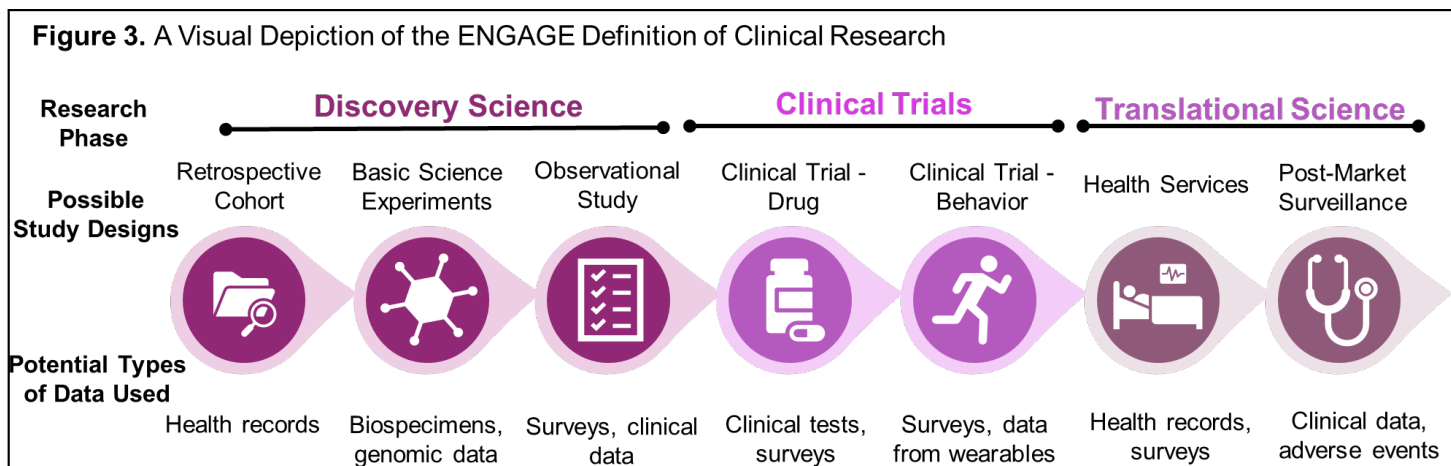 Figure 3. A Visual Depiction of the ENGAGE Definition of Clinical Research
Research
Phase
Discovery Science
Clinical Trials
Translational Science
Possible
Study Designs
Retrospective
Cohort
Basic Science
Experiments
Observational
Study
Clinical Trial -
Drug
Clinical Trial -
Behavior
Health Services
Post-Market
Surveillance
Potential Types
of Data Used
Health records
Biospecimens,
genomic data
Surveys, clinical
data
Clinical tests,
surveys
Surveys, data
from wearables
Health records,
surveys
Clinical data,
adverse events